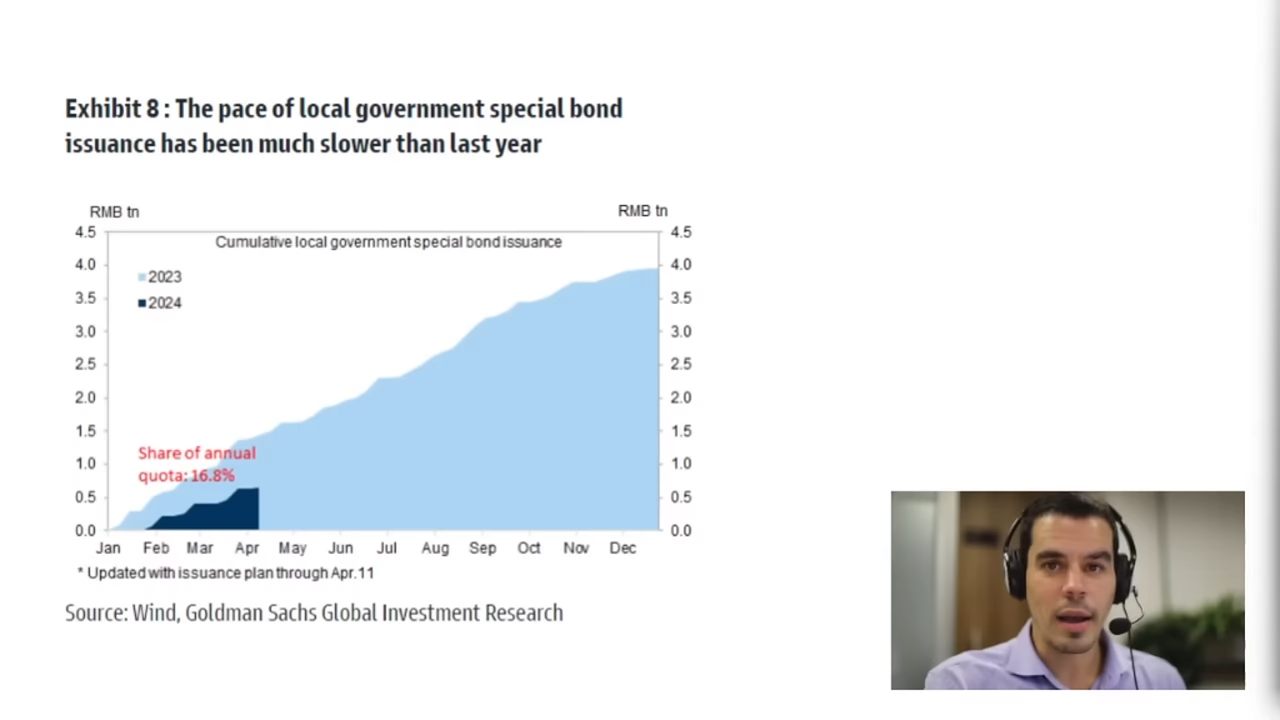 Exhibit 8 : The pace of local government special bond
issuance has been much slower than last year
RMB tn
RMB tn
Cumulative local government special bond issuance
2023
2024
4.5
4.0
3.5
3.0
2.5
2.0
1.5
1.0
0.5
0.0
4.5
4.0
3.5
3.0
2.5
2.0
1.5
1.0
0.5
0.0
Share of annual
quota: 16.8%
Jan Feb Mar Apr May Jun Jul Aug Sep Oct Nov Dec
* Updated with issuance plan through Apr.11
Source: Wind, Goldman Sachs Global Investment Research